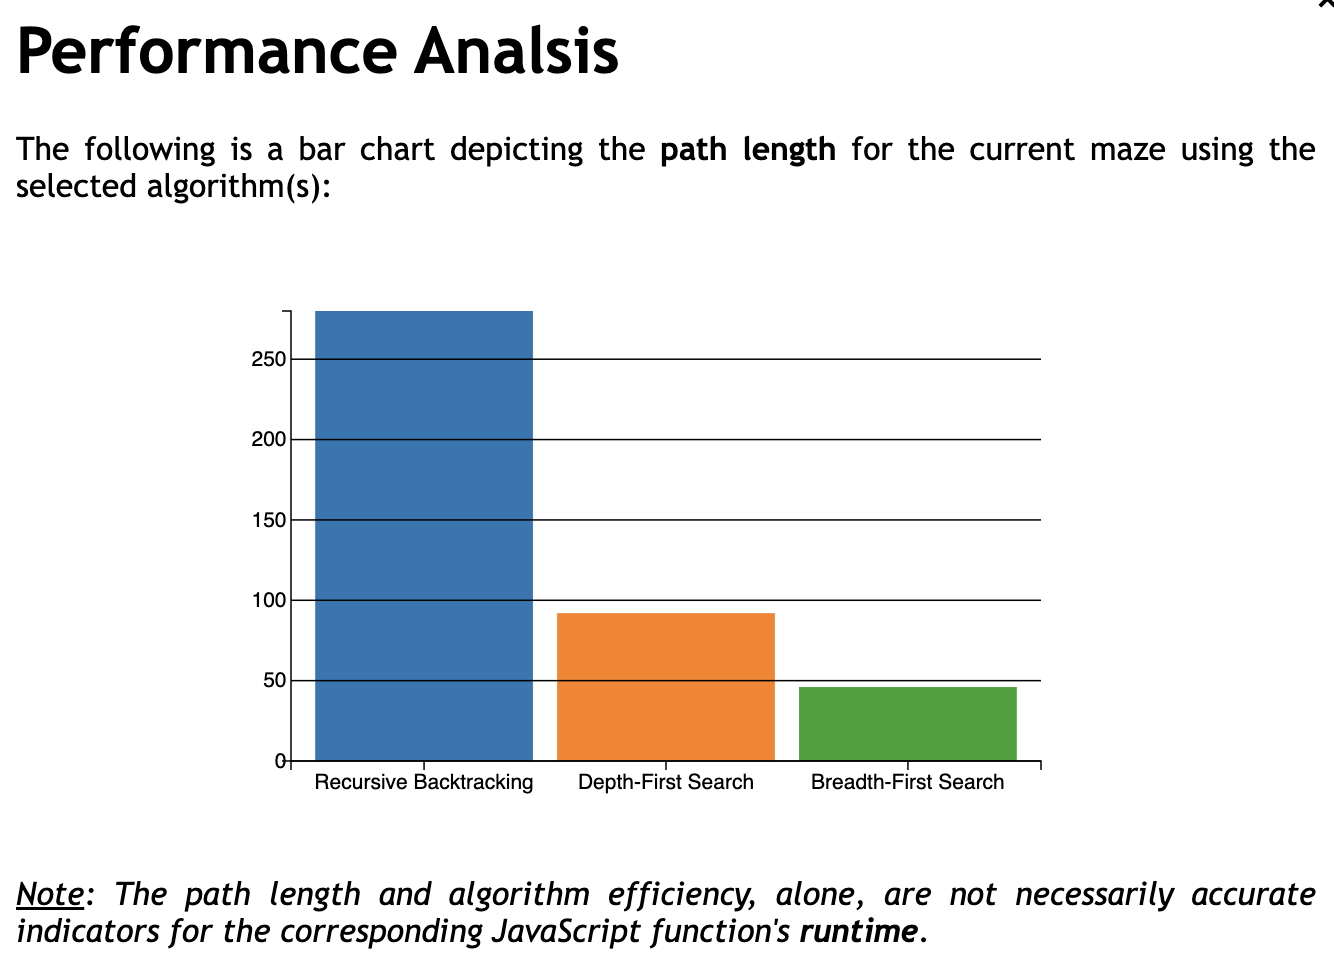 Performance Analsis
The following is a bar chart depicting the path length for the current maze using the
selected algorithm(s):
250
200
150
100
50
0
Recursive Backtracking Depth-First Search Breadth-First Search
Note: The path length and algorithm efficiency, alone, are not necessarily accurate
indicators for the corresponding JavaScript function's runtime.